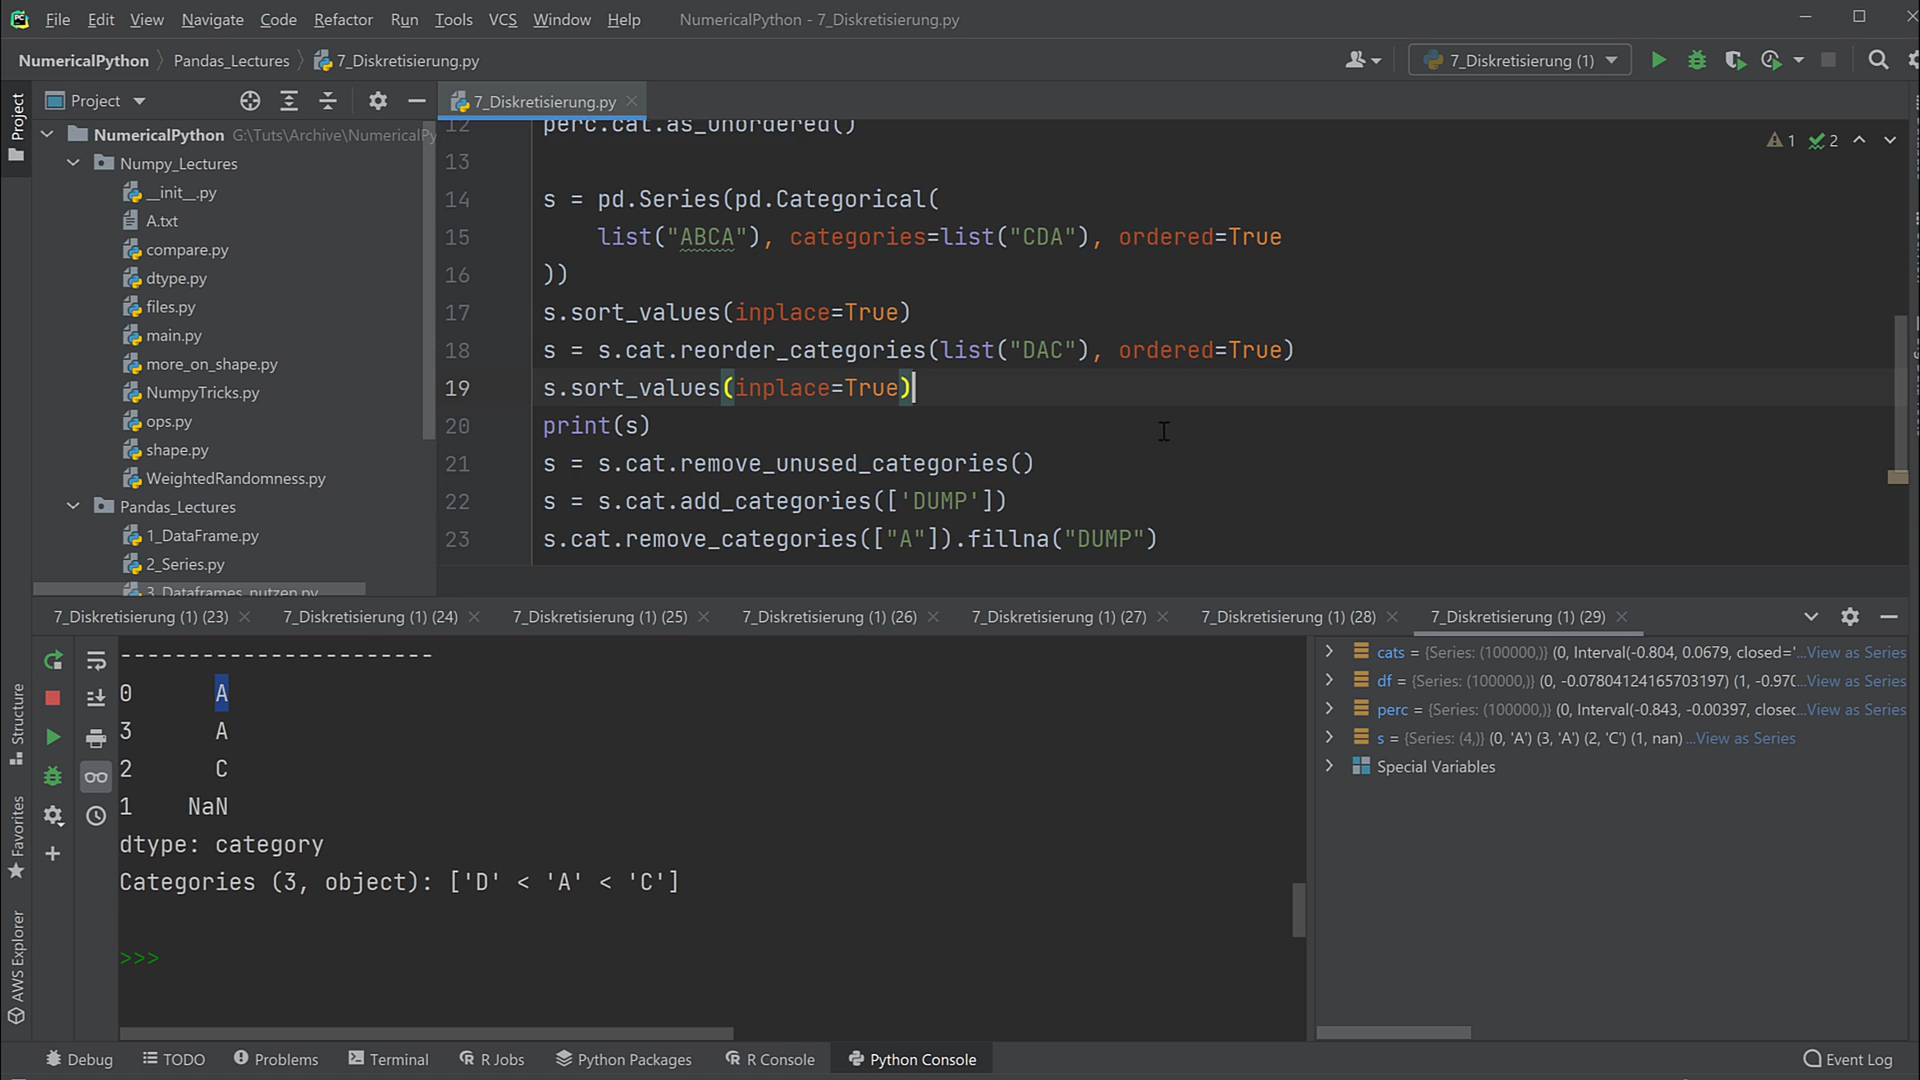 PC File Edit View Navigate Code Refactor Run Tools VCS Window Help NumericalPython - 7_Diskretisierung.py
NumericalPython Pandas_Lectures 7_Diskretisierung.py 7_Diskretisierung (1)
Project
Project
7_Diskretisierung.py
NumericalPython G:\Tuts\Archive\NumericalPy
Numpy_Lectures
__init__.py
A.txt
compare.py
dtype.py
files.py
main.py
more_on_shape.py
NumpyTricks.py
ops.py
shape.py
WeightedRandomness.py
Pandas_Lectures
1_DataFrame.py
2_Series.py
3_Dataframes_nutzen.py
1 2
12 perc.cat.as_unordered()
13
14 s = pd.Series(pd.Categorical(
15 list("ABCA"), categories=list("CDA"), ordered=True
16 ))
17 s.sort_values(inplace=True)
18 s = s.cat.reorder_categories(list("DAC"), ordered=True)
19 s.sort_values(inplace=True)
20 print(s)
21 s = s.cat.remove_unused_categories()
22 s = s.cat.add_categories(['DUMP'])
23 s.cat.remove_categories(["A"]).fillna("DUMP")
7_Diskretisierung (1) (23) 7_Diskretisierung (1) (24) 7_Diskretisierung (1) (25) 7_Diskretisierung (1) (26) 7_Diskretisierung (1) (27) 7_Diskretisierung (1) (28) 7_Diskretisierung (1) (29)
-----------------------
0 A
3 A
2 C
1 NaN
dtype: category
Categories (3, object): ['D' < 'A' < 'C']
>>>
cats = {Series: (100000,)} (0, Interval(-0.804, 0.0679, closed='...View as Series
df = {Series: (100000,)} (0, -0.07804124165703197) (1, -0.97(...View as Series
perc = {Series: (100000,)} (0, Interval(-0.843, -0.00397, closec...View as Series
s = {Series: (4,)} (0, 'A') (3, 'A') (2, 'C') (1, nan) ...View as Series
Special Variables
Structure
Favorites
AWS Explorer
Debug TODO Problems Terminal R Jobs Python Packages R Console Python Console Event Log